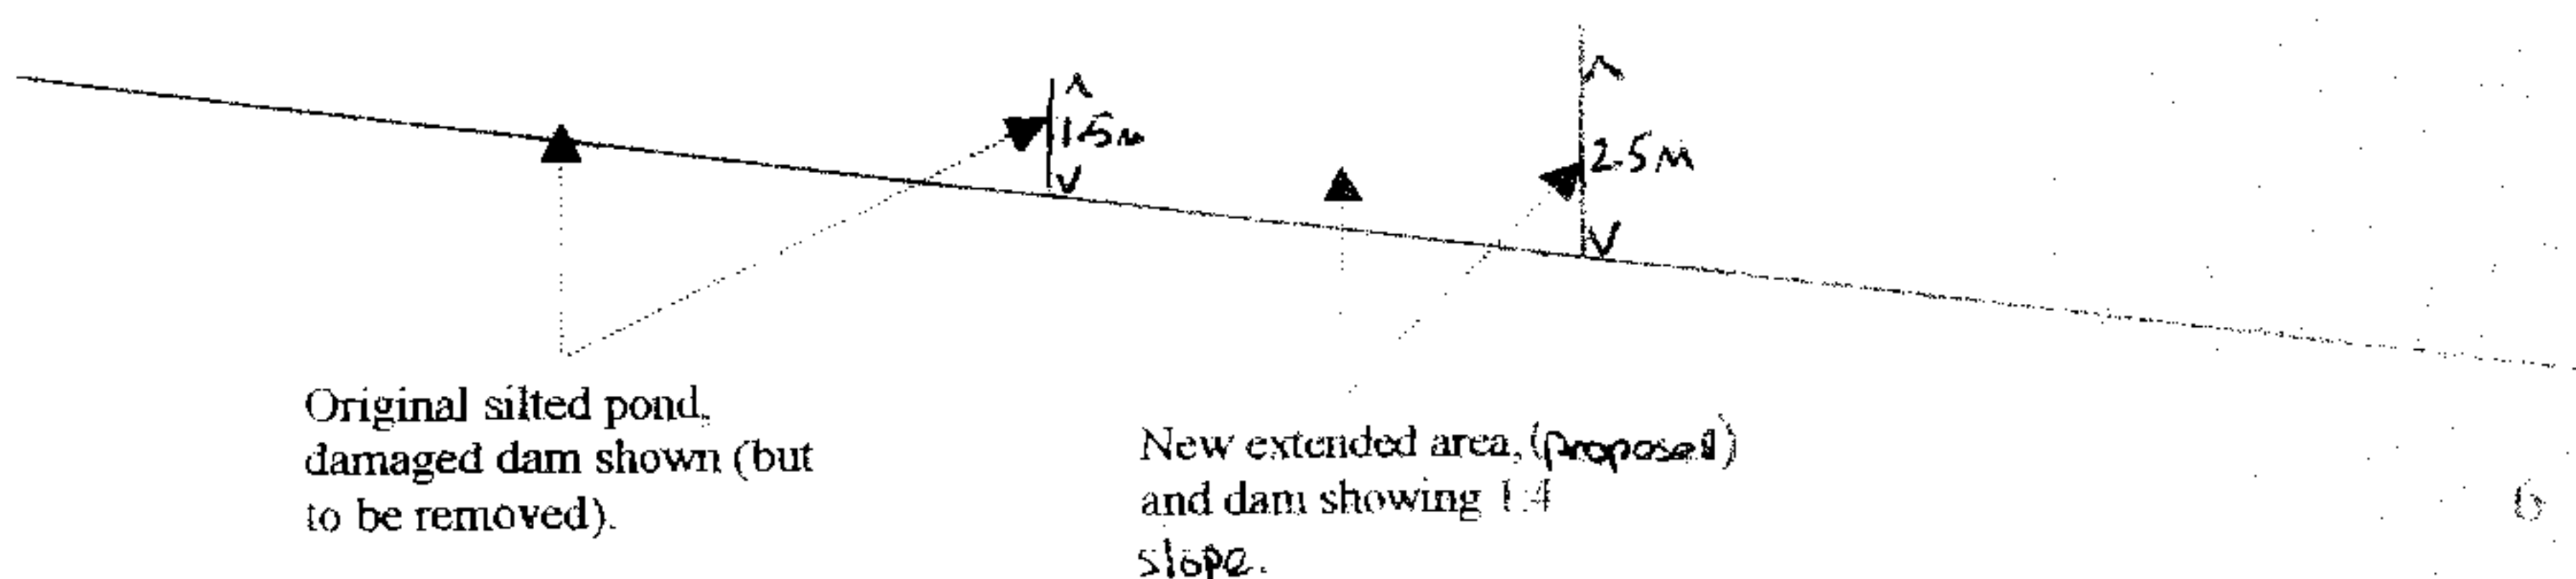 1.5m
2.5M
Original silted pond,
damaged dam shown (but
to be removed).
New extended area, (proposed)
and dam showing 1:4
slope.
6